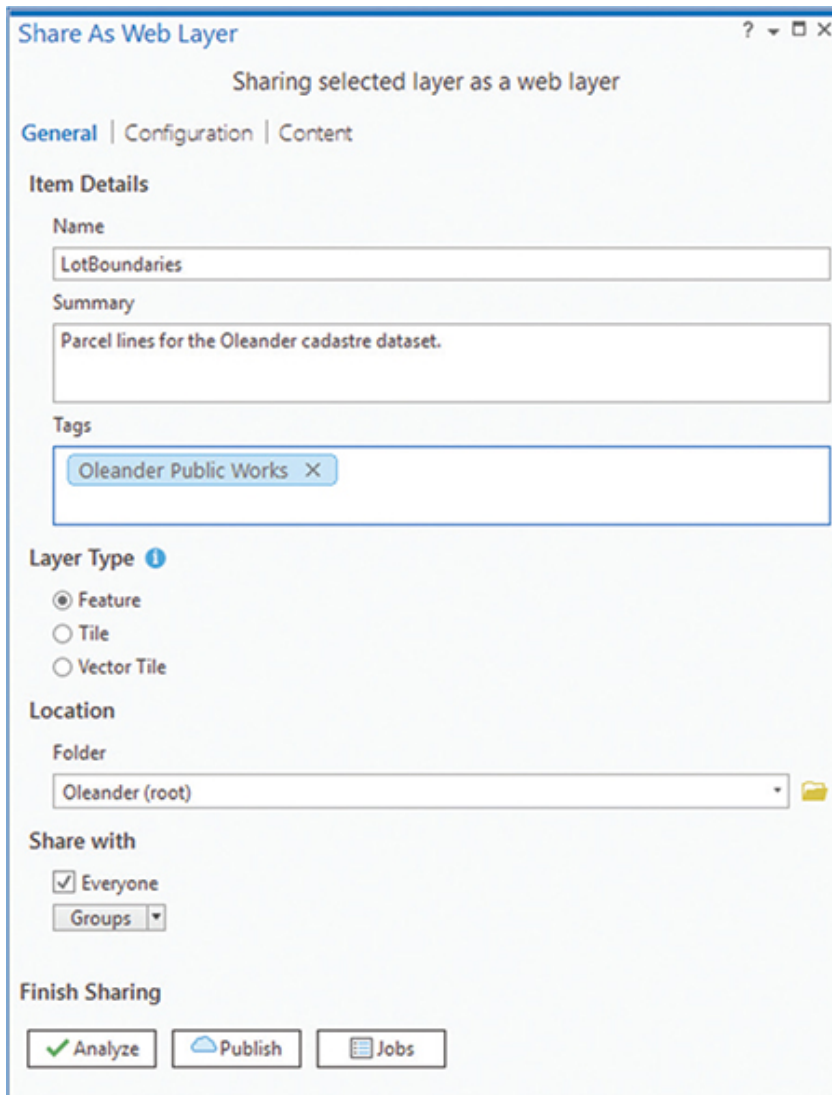 Share As Web Layer ?
Sharing selected layer as a web layer
General | Configuration | Content
Item Details
Name
LotBoundaries
Summary
Parcel lines for the Oleander cadastre dataset.
Tags
Oleander Public Works
Layer Type
Feature
Tile
Vector Tile
Location
Folder
Oleander (root)
Share with
Everyone
Groups
Finish Sharing
Analyze Publish Jobs